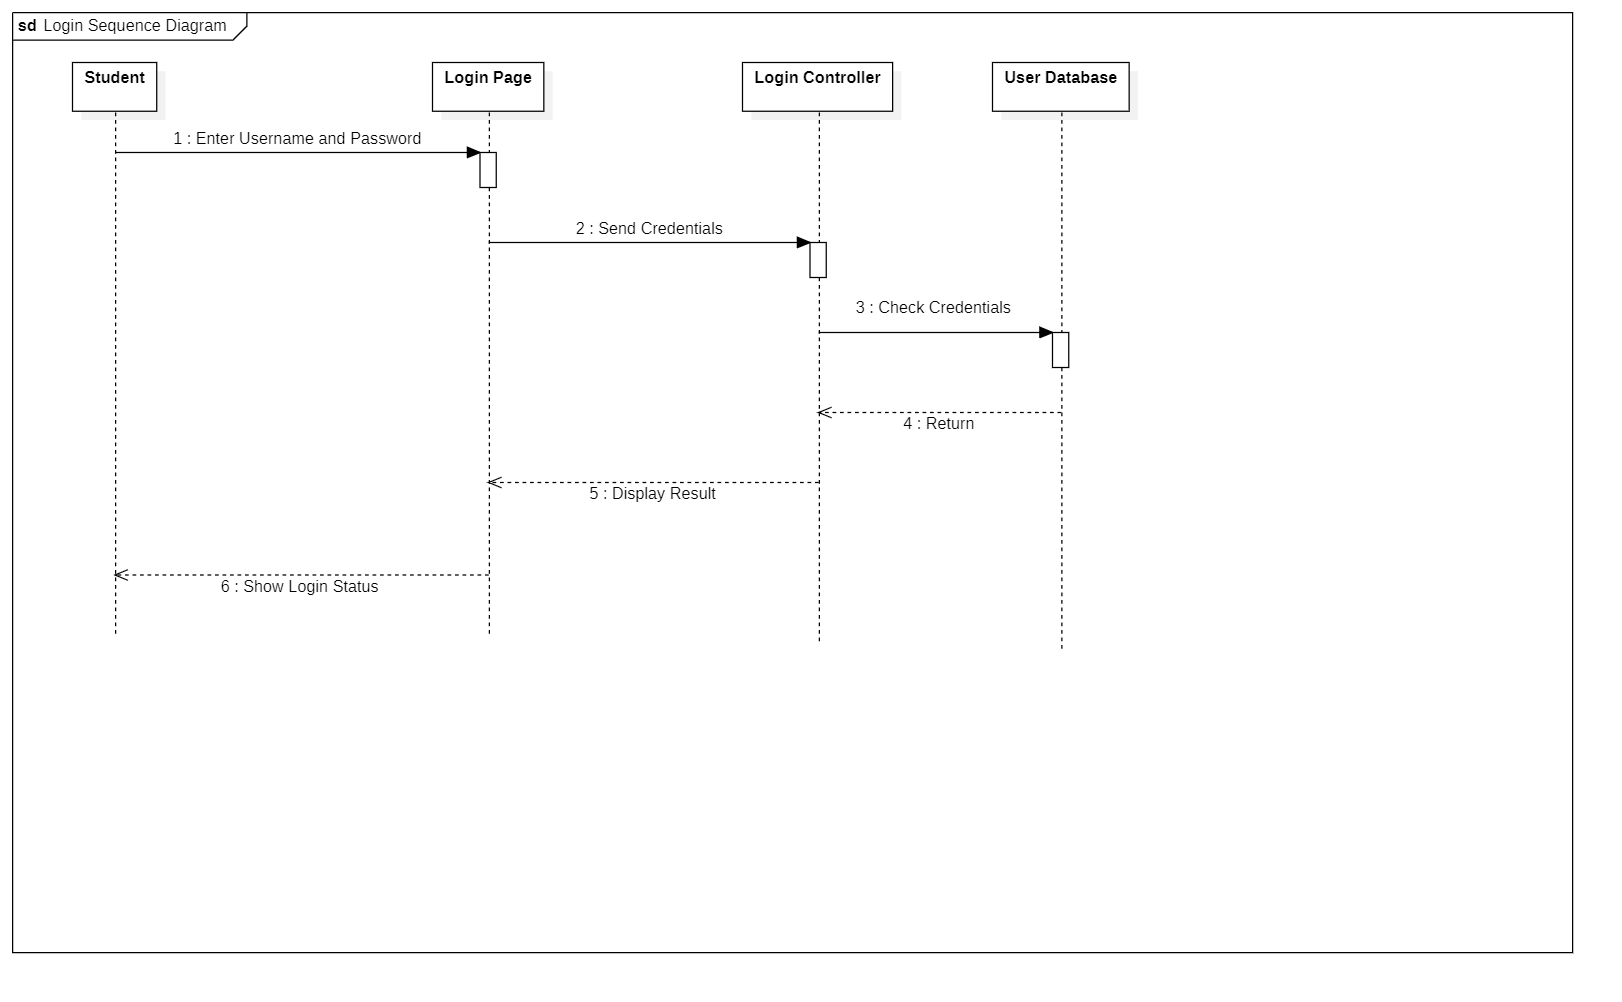 sd Login Sequence Diagram
Student
Login Page
Login Controller
User Database
1 : Enter Username and Password
2 : Send Credentials
3 : Check Credentials
4 : Return
5 : Display Result
6 : Show Login Status